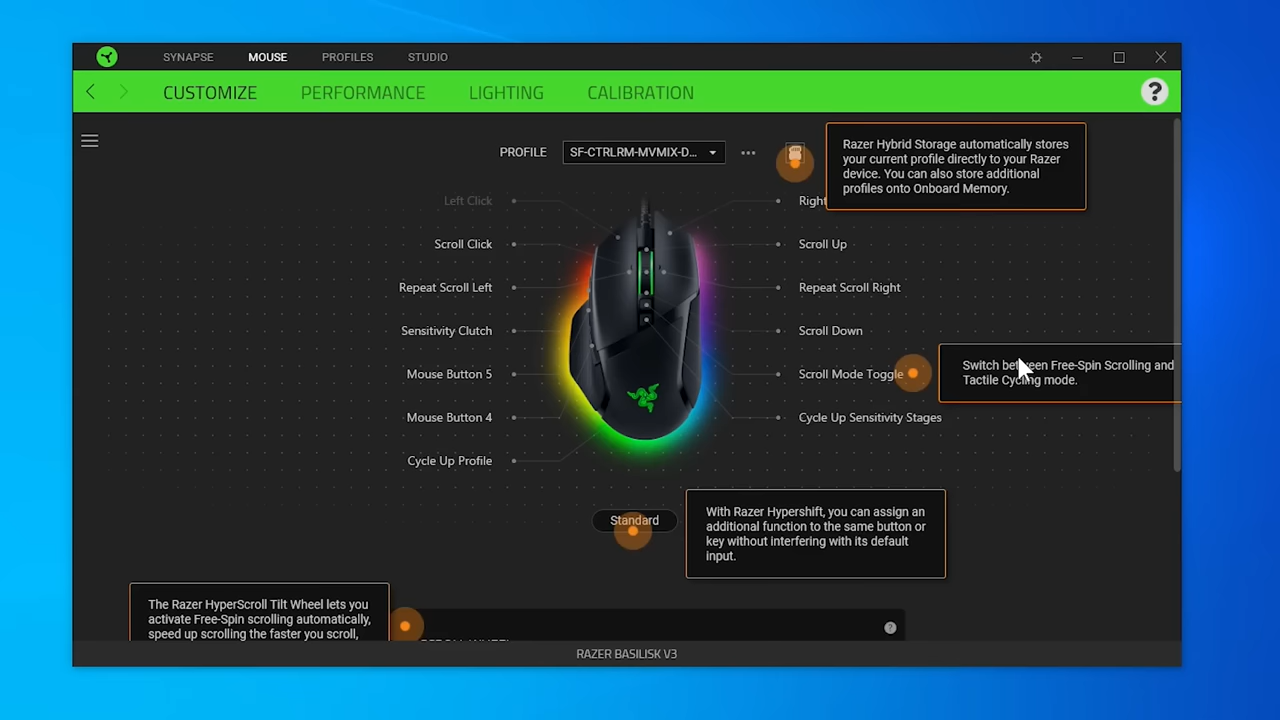 SYNAPSE
MOUSE
PROFILES
STUDIO
CUSTOMIZE
PERFORMANCE
LIGHTING
CALIBRATION
?
PROFILE
SF-CTRLRM-MVMIX-D...
Razer Hybrid Storage automatically stores
your current profile directly to your Razer
device. You can also store additional
profiles onto Onboard Memory.
Left Click
Scroll Click
Repeat Scroll Left
Sensitivity Clutch
Mouse Button 5
Mouse Button 4
Cycle Up Profile
Right
Scroll Up
Repeat Scroll Right
Scroll Down
Scroll Mode Toggle
Cycle Up Sensitivity Stages
Switch between Free-Spin Scrolling and
Tactile Cycling mode.
Standard
With Razer Hypershift, you can assign an
additional function to the same button or
key without interfering with its default
input.
The Razer HyperScroll Tilt Wheel lets you
activate Free-Spin scrolling automatically,
speed up scrolling the faster you scroll,
SCROLL WHEEL
?
RAZER BASILISK V3